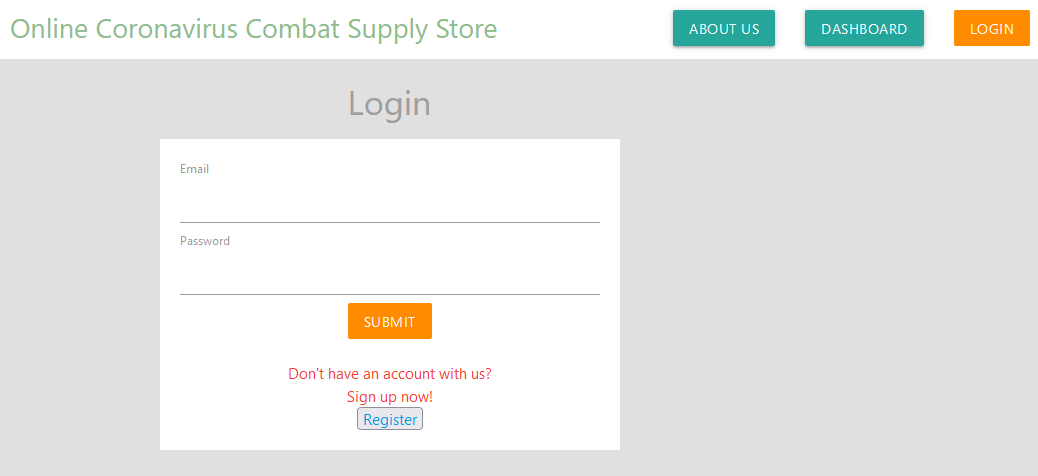 Online Coronavirus Combat Supply Store
ABOUT US
DASHBOARD
LOGIN
Login
Email
Password
SUBMIT
Don't have an account with us?
Sign up now!
Register